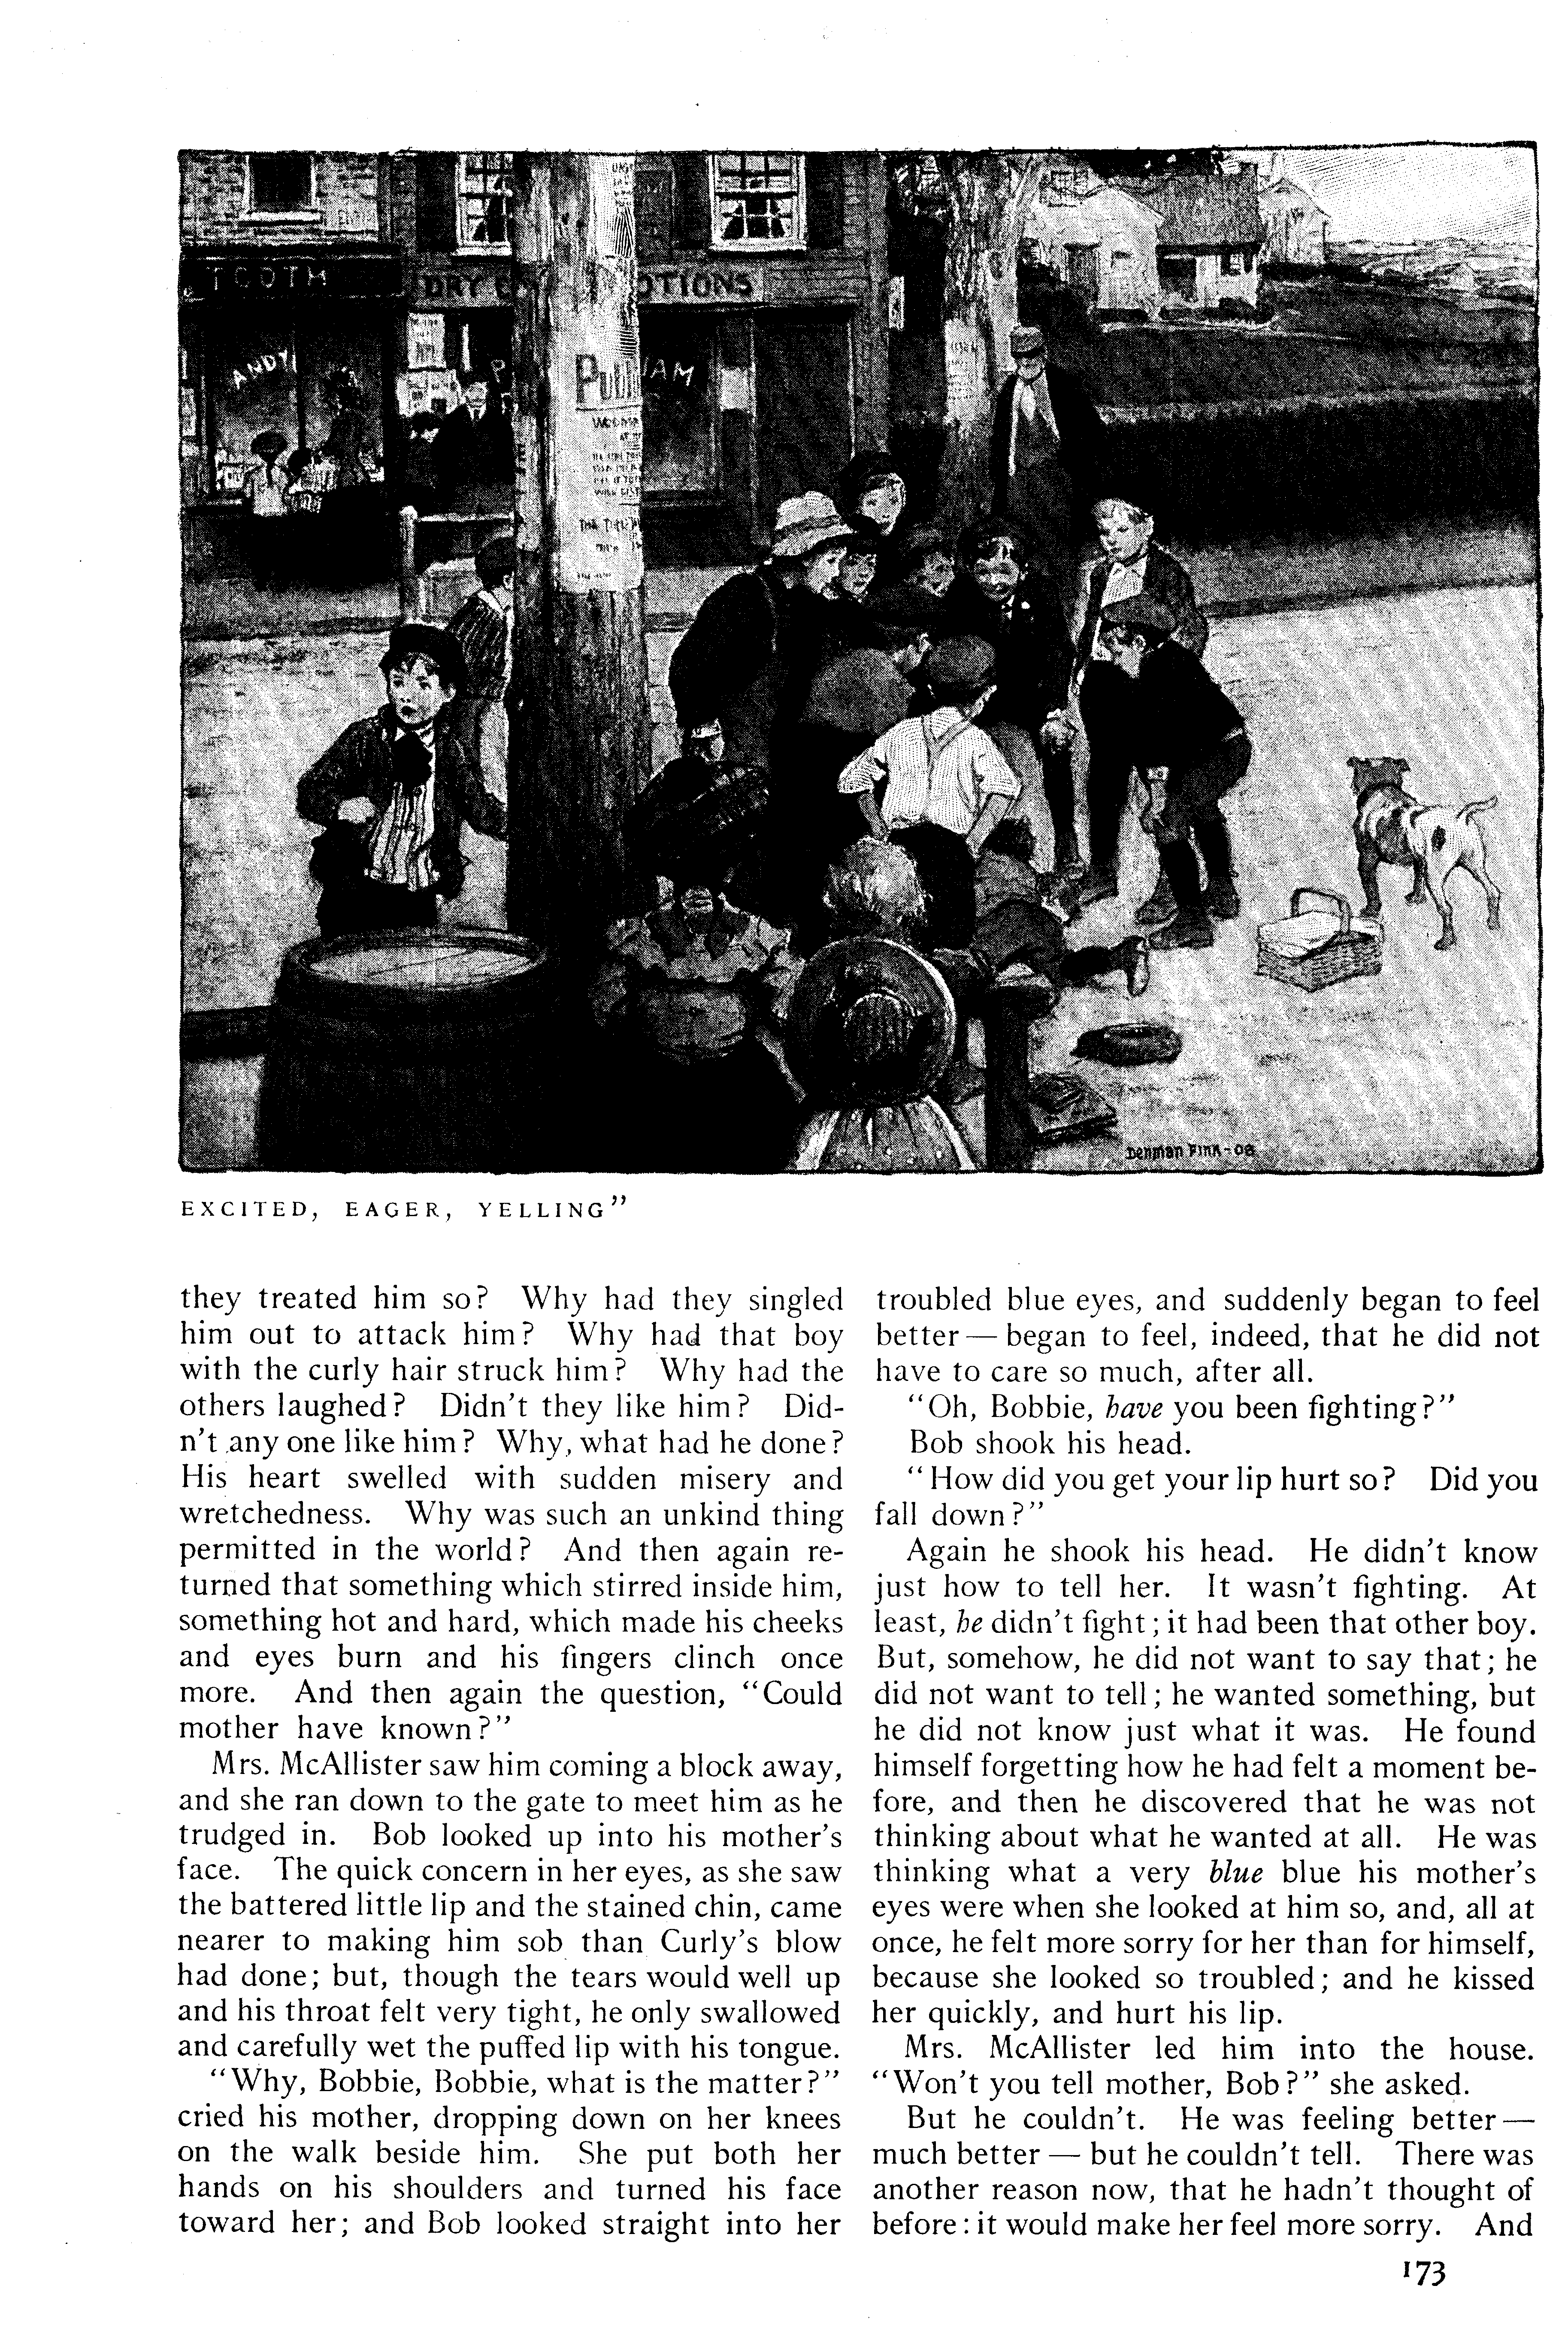 TOOTH
DRY
OTIONS
ANDY
P
IAM
PUBLI
Denman Fink-08
EXCITED, EAGER, YELLING”
they treated him so? Why had they singled
him out to attack him? Why had that boy
with the curly hair struck him? Why had the
others laughed? Didn't they like him? Did-
n't any one like him? Why, what had he done?
His heart swelled with sudden misery and
wretchedness. Why was such an unkind thing
permitted in the world? And then again re-
turned that something which stirred inside him,
something hot and hard, which made his cheeks
and eyes burn and his fingers clinch once
more. And then again the question, “Could
mother have known?”
Mrs. McAllister saw him coming a block away,
and she ran down to the gate to meet him as he
trudged in. Bob looked up into his mother's
face. The quick concern in her eyes, as she saw
the battered little lip and the stained chin, came
nearer to making him sob than Curly's blow
had done; but, though the tears would well up
and his throat felt very tight, he only swallowed
and carefully wet the puffed lip with his tongue.
“Why, Bobbie, Bobbie, what is the matter?”
cried his mother, dropping down on her knees
on the walk beside him. She put both her
hands on his shoulders and turned his face
toward her; and Bob looked straight into her
troubled blue eyes, and suddenly began to feel
better — began to feel, indeed, that he did not
have to care so much, after all.
“Oh, Bobbie, have you been fighting?”
Bob shook his head.
“How did you get your lip hurt so? Did you
fall down?”
Again he shook his head. He didn't know
just how to tell her. It wasn't fighting. At
least, he didn't fight; it had been that other boy.
But, somehow, he did not want to say that; he
did not want to tell; he wanted something, but
he did not know just what it was. He found
himself forgetting how he had felt a moment be-
fore, and then he discovered that he was not
thinking about what he wanted at all. He was
thinking what a very blue blue his mother's
eyes were when she looked at him so, and, all at
once, he felt more sorry for her than for himself,
because she looked so troubled; and he kissed
her quickly, and hurt his lip.
Mrs. McAllister led him into the house.
“Won't you tell mother, Bob?” she asked.
But he couldn't. He was feeling better —
much better — but he couldn't tell. There was
another reason now, that he hadn't thought of
before: it would make her feel more sorry. And
173